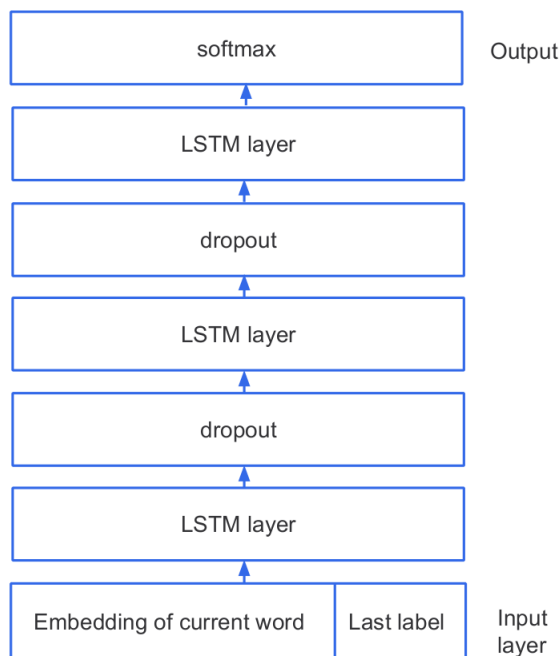 softmax
Output
LSTM layer
dropout
LSTM layer
dropout
LSTM layer
Embedding of current word
Last label
Input
layer